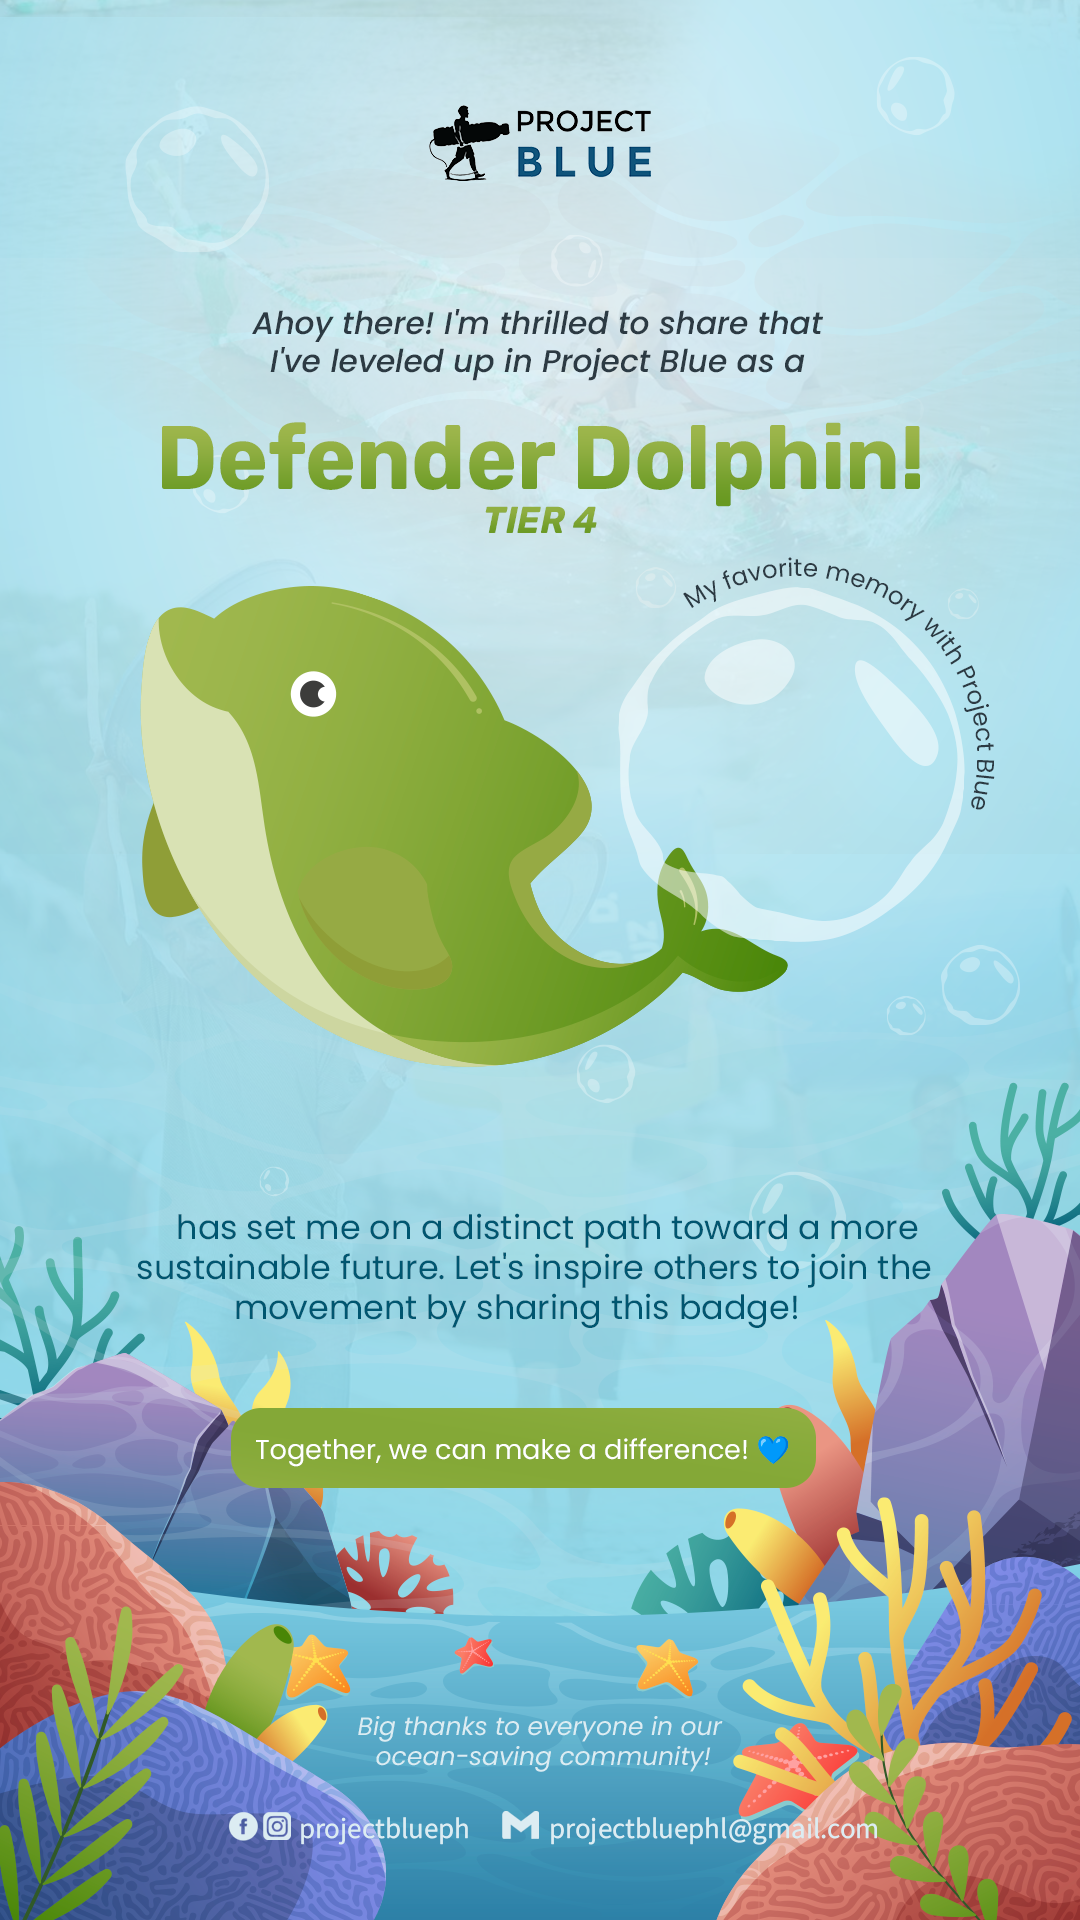 PROJECT
BLUE
Ahoy there! I'm thrilled to share that
I've leveled up in Project Blue as a
Defender Dolphin!
TIER 4
My favorite memory with Project Blue
has set me on a distinct path toward a more
sustainable future. Let's inspire others to join the
movement by sharing this badge!
Together, we can make a difference! 💙
Big thanks to everyone in our
ocean-saving community!
projectblueph projectbluephl@gmail.com